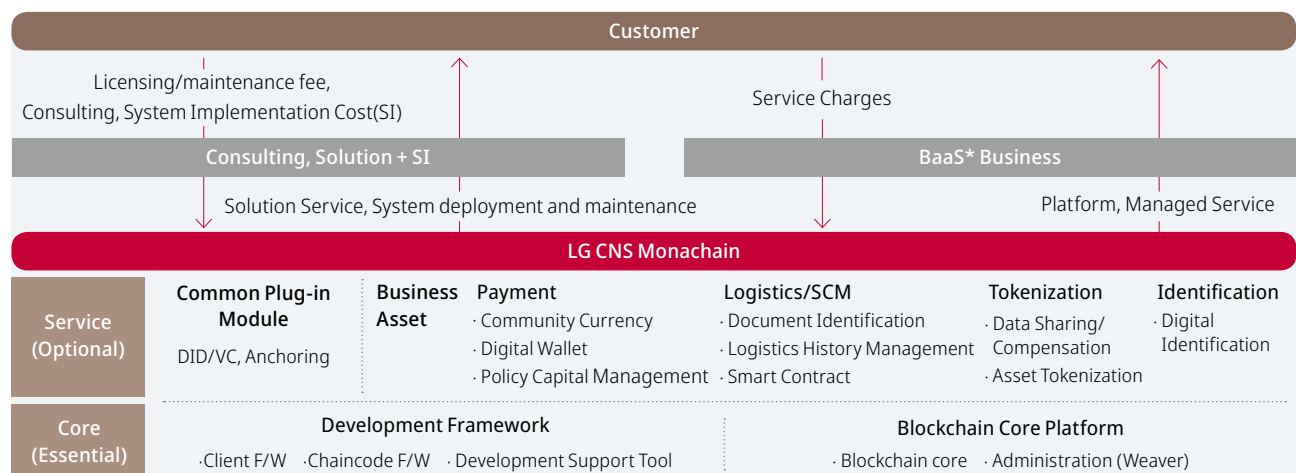 Customer
Licensing/maintenance fee,
Consulting, System Implementation Cost(SI)
Service Charges
Consulting, Solution + SI
BaaS* Business
Solution Service, System deployment and maintenance
Platform, Managed Service
LG CNS Monachain
Service
(Optional)
Common Plug-in
Module
DID/VC, Anchoring
Business
Asset
Payment
· Community Currency
· Digital Wallet
· Policy Capital Management
Logistics/SCM
· Document Identification
· Logistics History Management
· Smart Contract
Tokenization
· Data Sharing/
Compensation
· Asset Tokenization
Identification
· Digital
Identification
Core
(Essential)
Development Framework
·Client F/W ·Chaincode F/W · Development Support Tool
Blockchain Core Platform
· Blockchain core · Administration (Weaver)